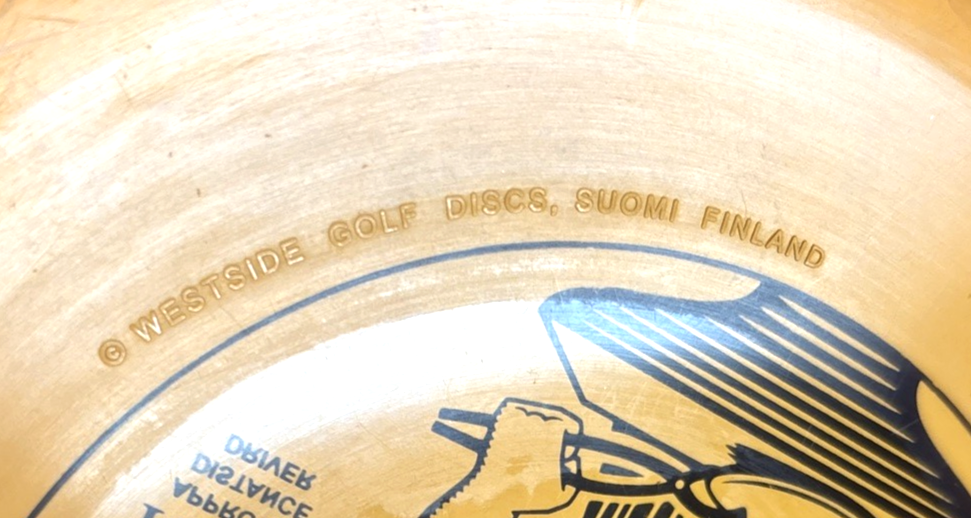 © WESTSIDE GOLF DISCS, SUOMI FINLAND
DRIVER
DISTANCE